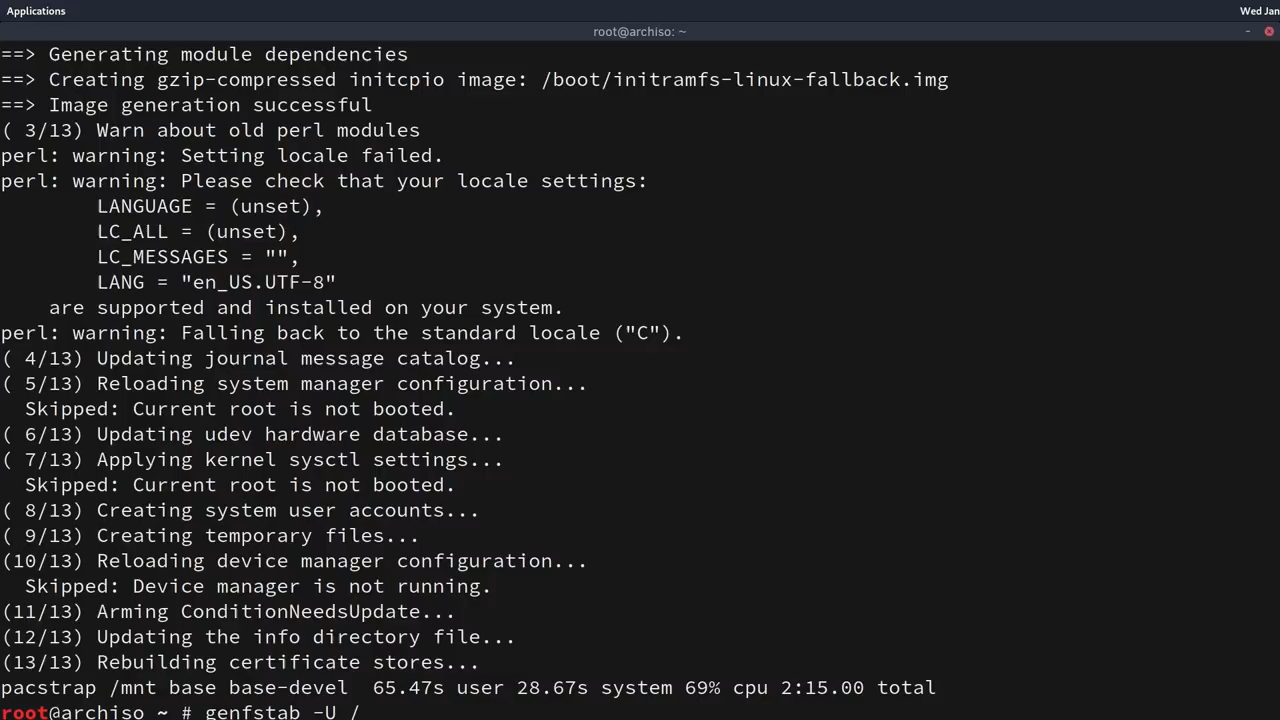 Applications
Wed Jan
root@archiso: ~
==> Generating module dependencies
==> Creating gzip-compressed initcpio image: /boot/initramfs-linux-fallback.img
==> Image generation successful
( 3/13) Warn about old perl modules
perl: warning: Setting locale failed.
perl: warning: Please check that your locale settings:
        LANGUAGE = (unset),
        LC_ALL = (unset),
        LC_MESSAGES = "",
        LANG = "en_US.UTF-8"
    are supported and installed on your system.
perl: warning: Falling back to the standard locale ("C").
( 4/13) Updating journal message catalog...
( 5/13) Reloading system manager configuration...
  Skipped: Current root is not booted.
( 6/13) Updating udev hardware database...
( 7/13) Applying kernel sysctl settings...
  Skipped: Current root is not booted.
( 8/13) Creating system user accounts...
( 9/13) Creating temporary files...
(10/13) Reloading device manager configuration...
  Skipped: Device manager is not running.
(11/13) Arming ConditionNeedsUpdate...
(12/13) Updating the info directory file...
(13/13) Rebuilding certificate stores...
pacstrap /mnt base base-devel  65.47s user 28.67s system 69% cpu 2:15.00 total
root@archiso ~ # genfstab -U /